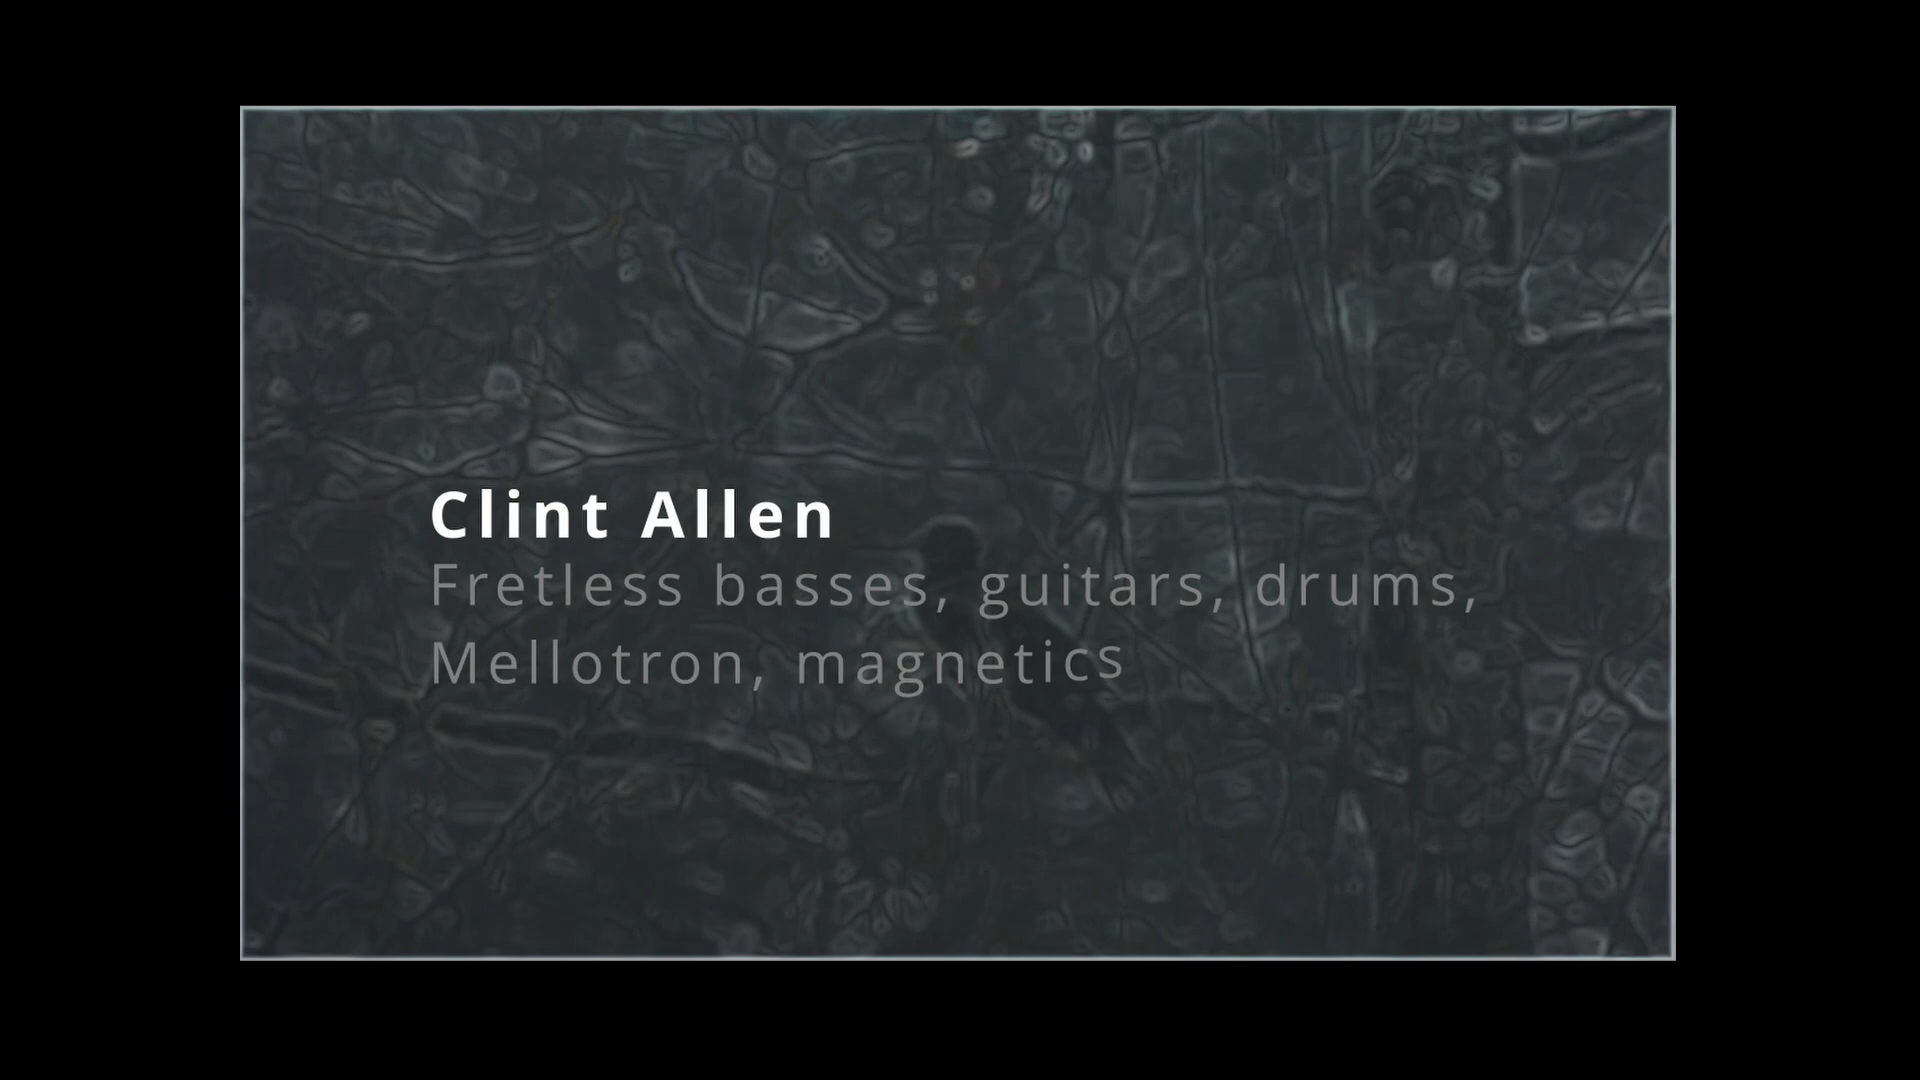 Clint Allen
Fretless basses, guitars, drums,
Mellotron, magnetics